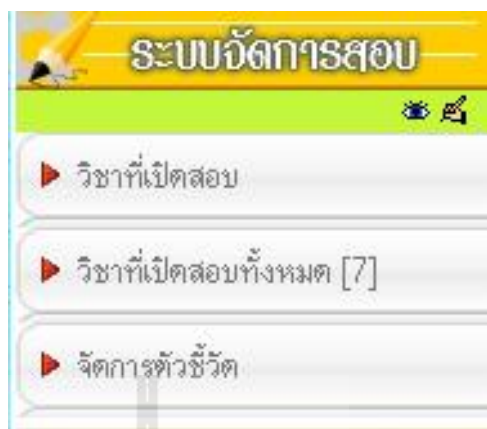 ระบบจัดการสอบ
วิชาที่เปิดสอบ
วิชาที่เปิดสอบทั้งหมด [7]
จัดการตัวชี้วัด